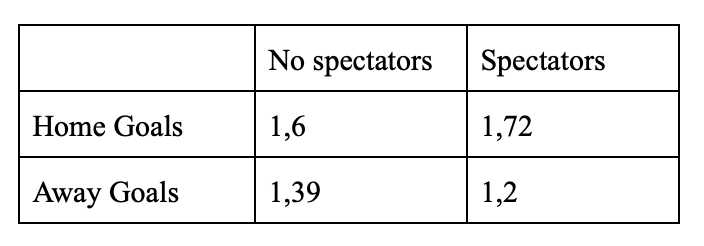 No spectators Spectators
Home Goals 1,6 1,72
Away Goals 1,39 1,2